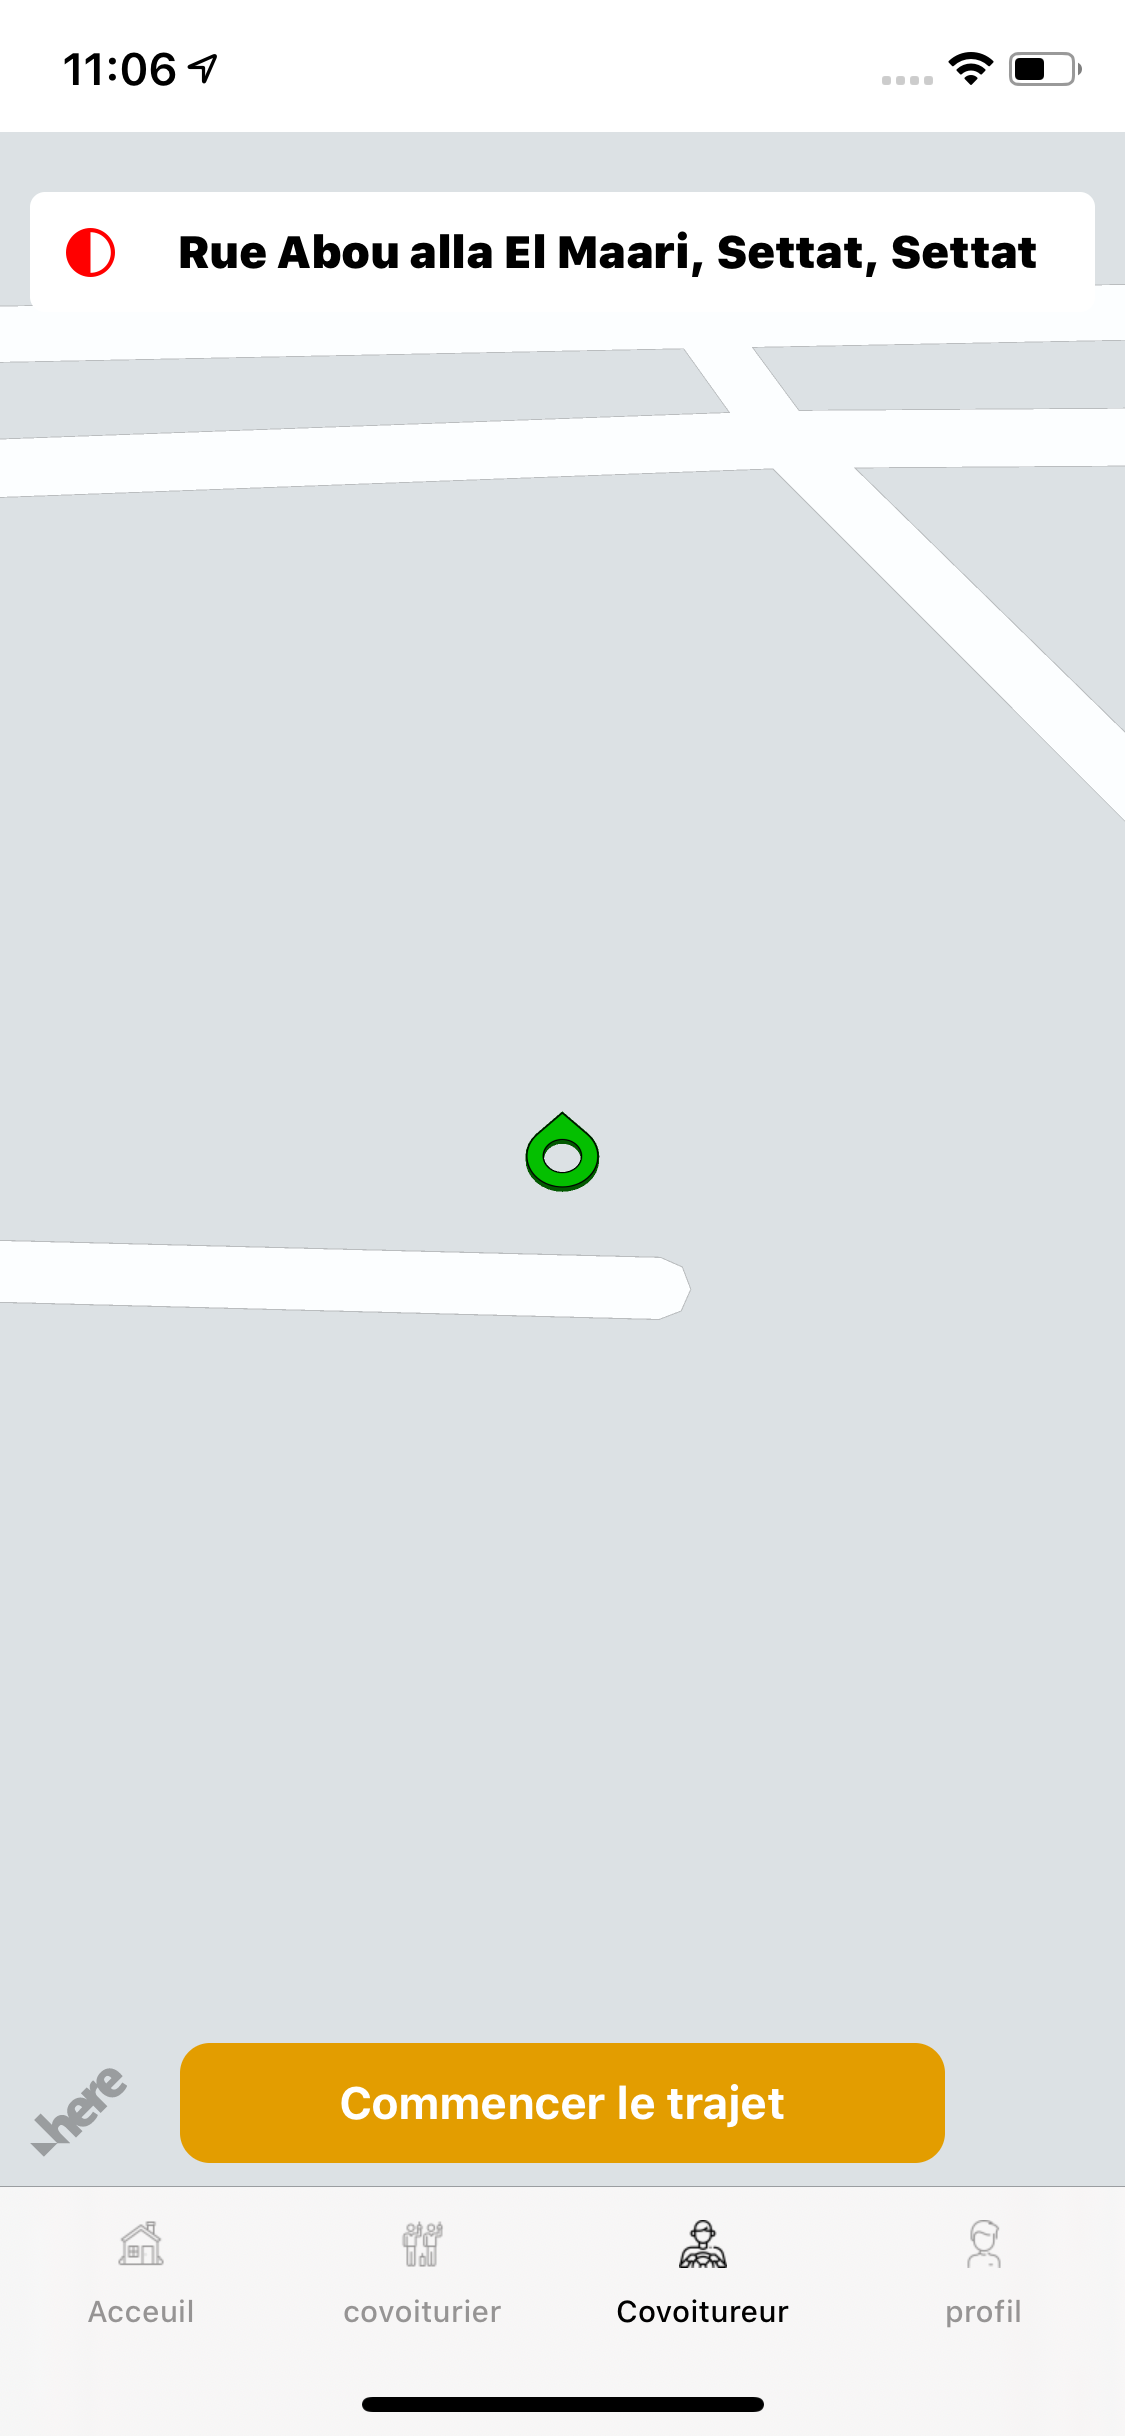 11:06
Rue Abou alla El Maari, Settat, Settat
here
Commencer le trajet
Acceuil
covoiturier
Covoitureur
profil